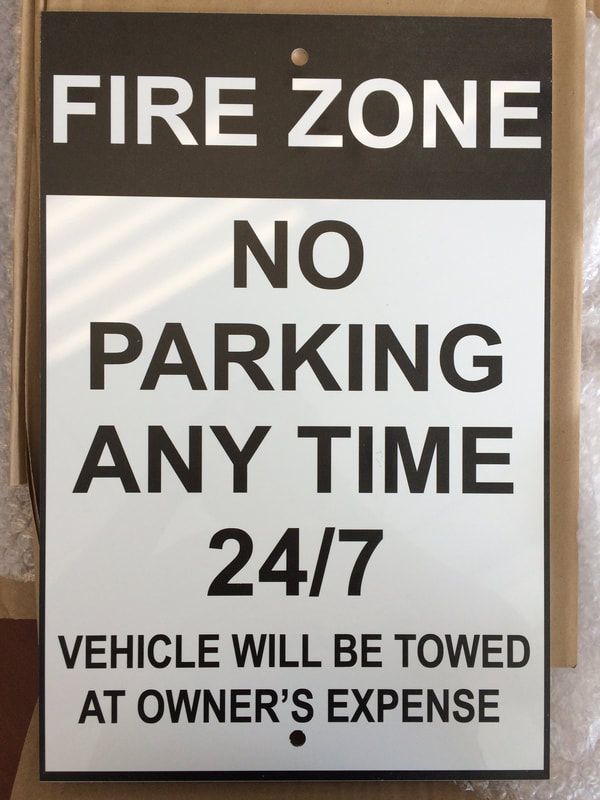 FIRE ZONE
NO
PARKING
ANY TIME
24/7
VEHICLE WILL BE TOWED
AT OWNER'S EXPENSE